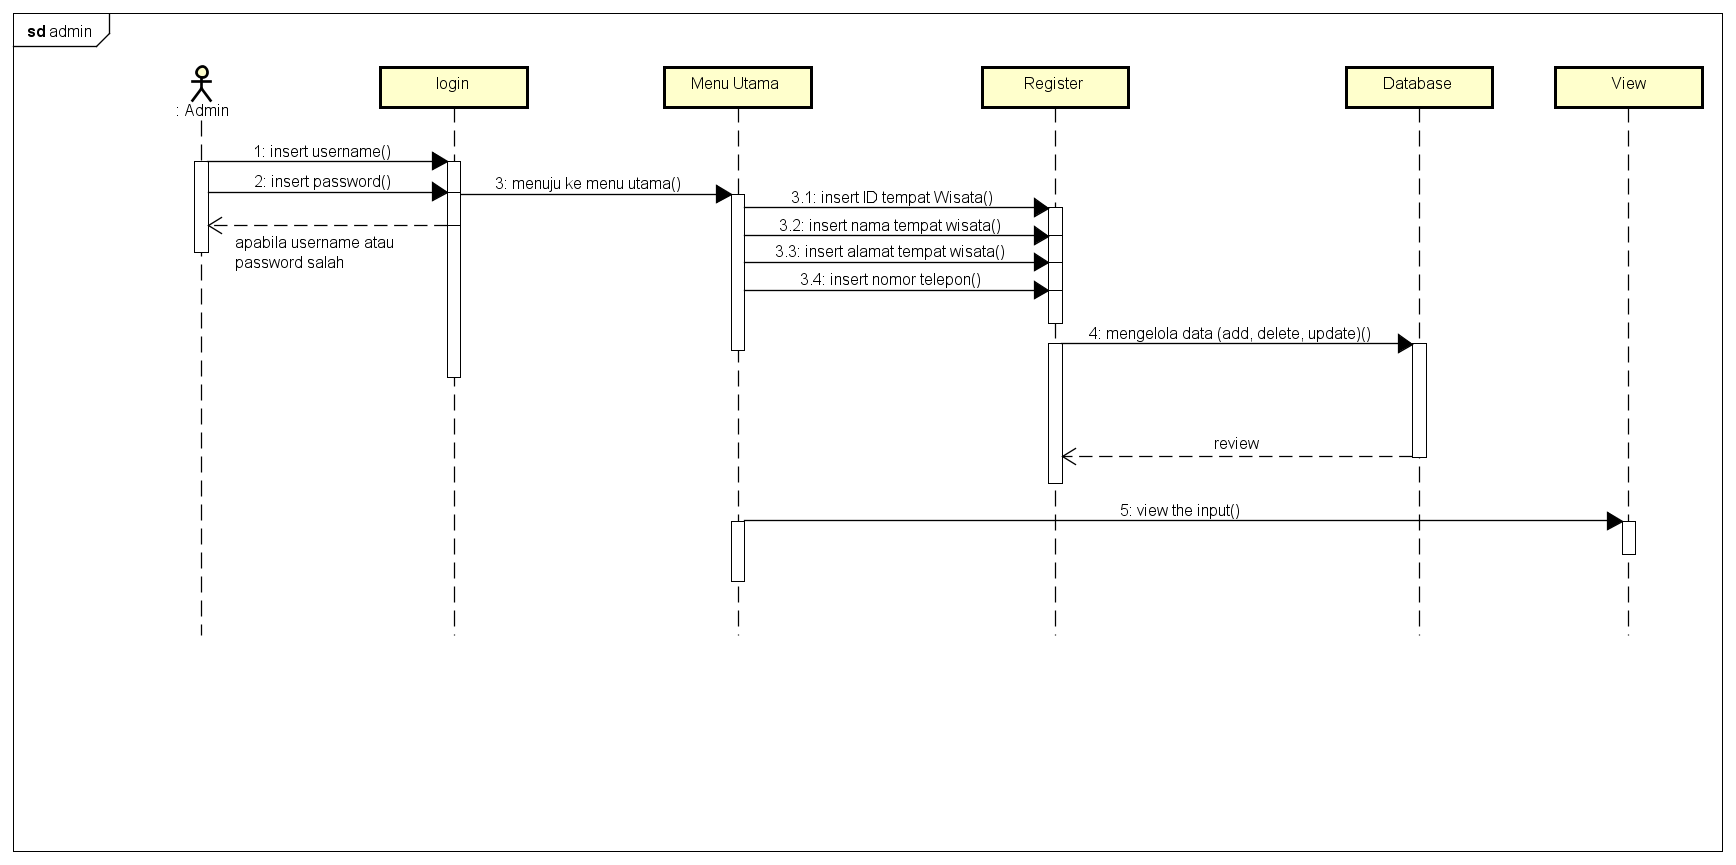 sd admin
: Admin
login
Menu Utama
Register
Database
View
1: insert username()
2: insert password()
3: menuju ke menu utama()
3.1: insert ID tempat Wisata()
3.2: insert nama tempat wisata()
apabila username atau
password salah
3.3: insert alamat tempat wisata()
3.4: insert nomor telepon()
4: mengelola data (add, delete, update)()
review
5: view the input()